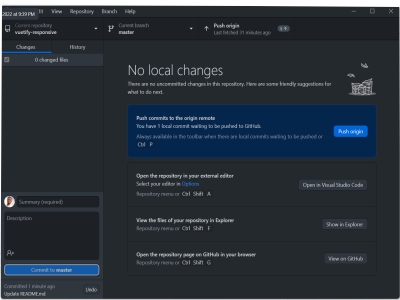 2022 at 9:39 PM
View
Repository
Branch
Help
Current repository
vuetify-responsive
Current branch
master
Push origin
Last fetched 31 minutes ago
Changes
History
0 changed files
No local changes
There are no uncommitted changes in this repository. Here are some friendly suggestions for
what to do next.
Push commits to the origin remote
You have 1 local commit waiting to be pushed to GitHub.
Always available in the toolbar when there are local commits waiting to be pushed or
Ctrl P
Push origin
Open the repository in your external editor
Select your editor in Options
Repository menu or Ctrl Shift A
Open in Visual Studio Code
View the files of your repository in Explorer
Repository menu or Ctrl Shift F
Show in Explorer
Open the repository page on GitHub in your browser
Repository menu or Ctrl Shift G
View on GitHub
Summary (required)
Description
Commit to master
Committed 1 minute ago
Update README.md
Undo